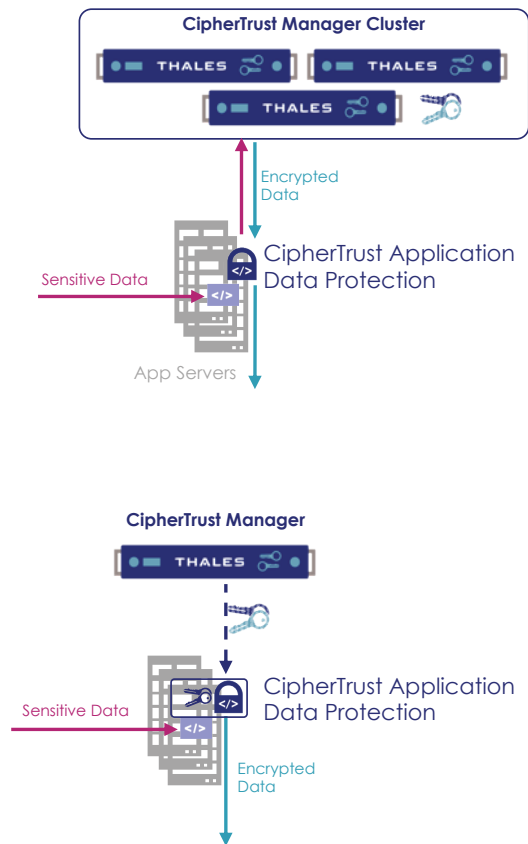 CipherTrust Manager Cluster
THALES
THALES
THALES
Encrypted
Data
CipherTrust Application
Data Protection
</>
Sensitive Data
</>
App Servers
CipherTrust Manager
THALES
CipherTrust Application
Data Protection
</>
Sensitive Data
</>
Encrypted
Data